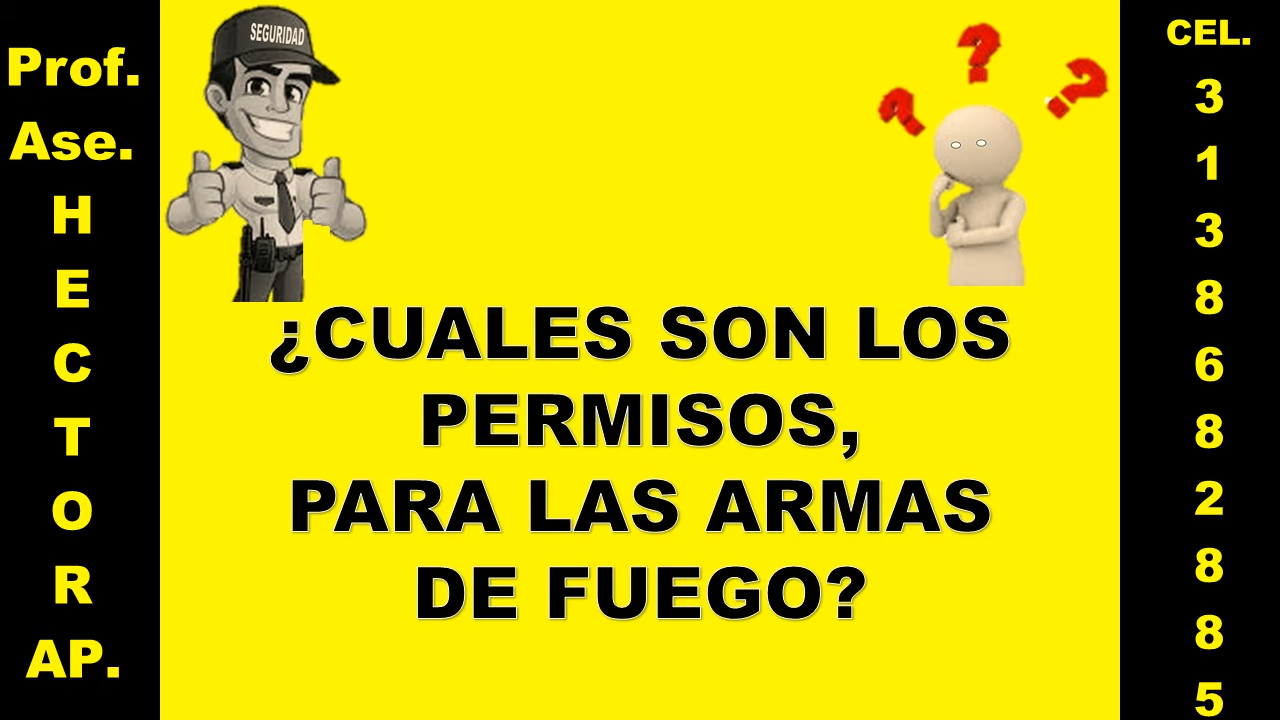 Prof.
Ase.
H
E
C
T
O
R
AP.
SEGURIDAD
¿CUALES SON LOS
PERMISOS,
PARA LAS ARMAS
DE FUEGO?
CEL.
3
1
3
8
6
8
2
8
8
5